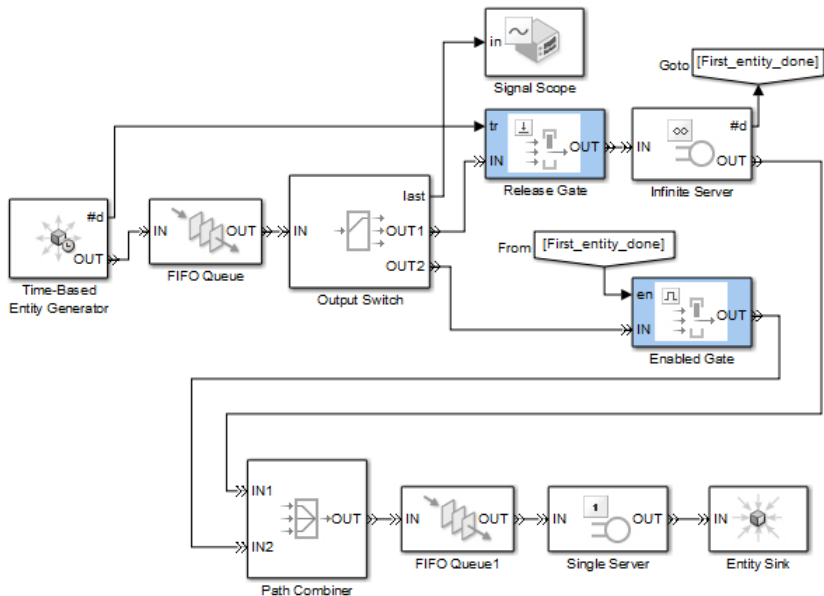 in
Signal Scope
Goto
[First_entity_done]
tr
IN
OUT
Release Gate
IN
#d
OUT
Infinite Server
#d
OUT
Time-Based
Entity Generator
IN
OUT
FIFO Queue
IN
last
OUT1
OUT2
Output Switch
From
[First_entity_done]
en
IN
OUT
Enabled Gate
IN1
IN2
OUT
Path Combiner
IN
OUT
FIFO Queue1
1
IN
OUT
Single Server
IN
Entity Sink